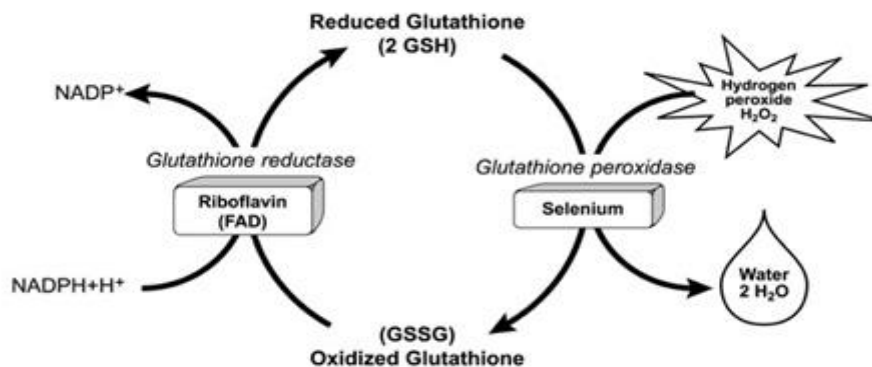 Reduced Glutathione
(2 GSH)
NADP⁺
Hydrogen
peroxide
H₂O₂
Glutathione reductase
Glutathione peroxidase
Riboflavin
(FAD)
Selenium
NADPH+H⁺
Water
2 H₂O
(GSSG)
Oxidized Glutathione